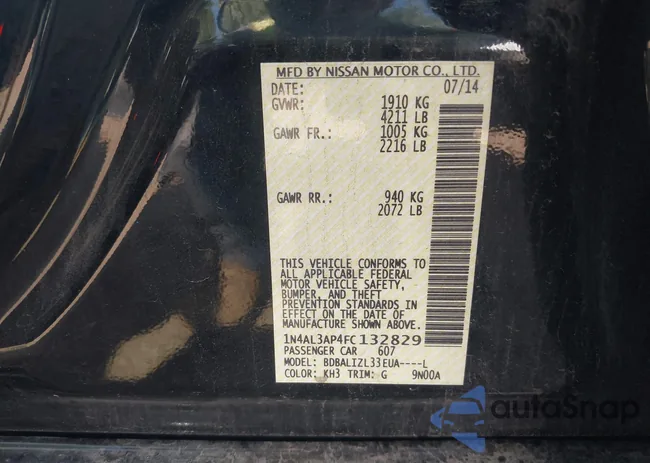 MFD BY NISSAN MOTOR CO., LTD.
DATE: 07/14
GVWR: 1910 KG
4211 LB
GAWR FR.: 1005 KG
2216 LB
GAWR RR.: 940 KG
2072 LB
THIS VEHICLE CONFORMS TO
ALL APPLICABLE FEDERAL
MOTOR VEHICLE SAFETY,
BUMPER, AND THEFT
PREVENTION STANDARDS IN
EFFECT ON THE DATE OF
MANUFACTURE SHOWN ABOVE.
1N4AL3AP4FC132829
PASSENGER CAR 607
MODEL: BDBALIZL33EUA----L
COLOR: KH3 TRIM: G 9N00A
autoSnap